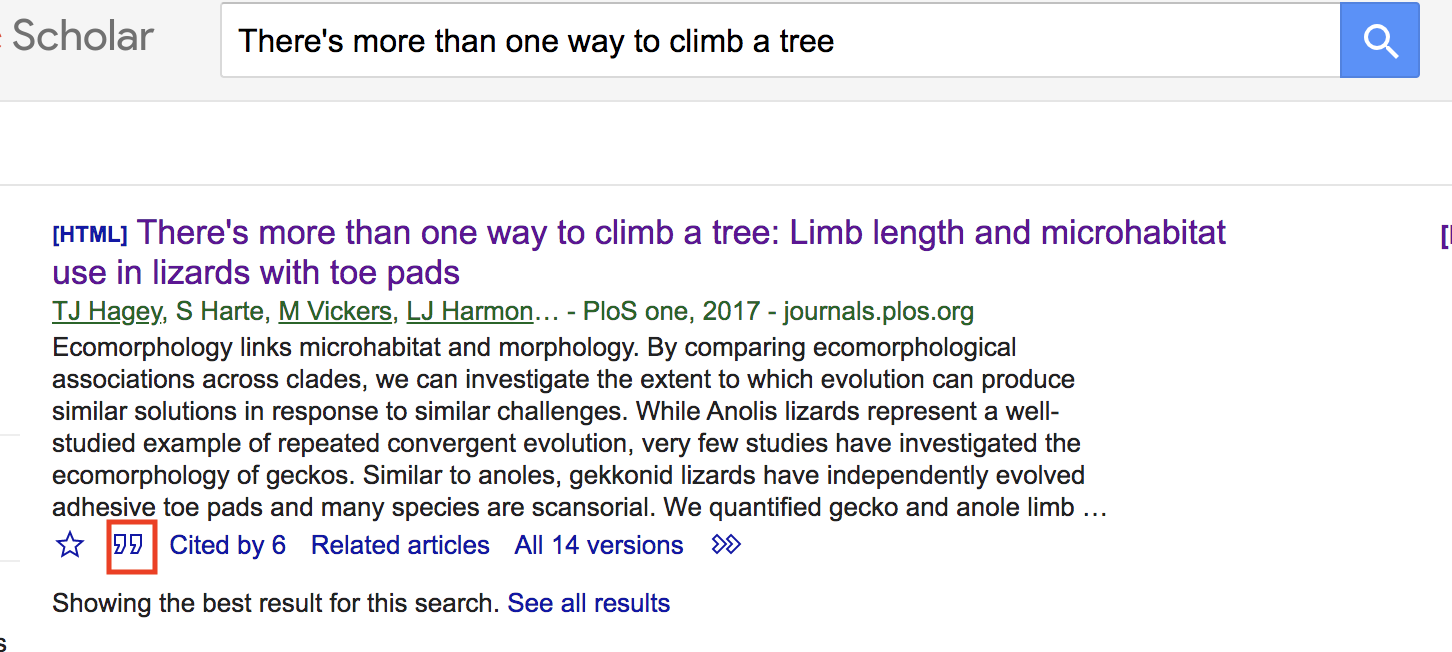 Scholar
There's more than one way to climb a tree
[HTML] There's more than one way to climb a tree: Limb length and microhabitat
use in lizards with toe pads
TJ Hagey, S Harte, M Vickers, LJ Harmon… - PloS one, 2017 - journals.plos.org
Ecomorphology links microhabitat and morphology. By comparing ecomorphological
associations across clades, we can investigate the extent to which evolution can produce
similar solutions in response to similar challenges. While Anolis lizards represent a well-
studied example of repeated convergent evolution, very few studies have investigated the
ecomorphology of geckos. Similar to anoles, gekkonid lizards have independently evolved
adhesive toe pads and many species are scansorial. We quantified gecko and anole limb …
Cited by 6 Related articles All 14 versions
Showing the best result for this search. See all results